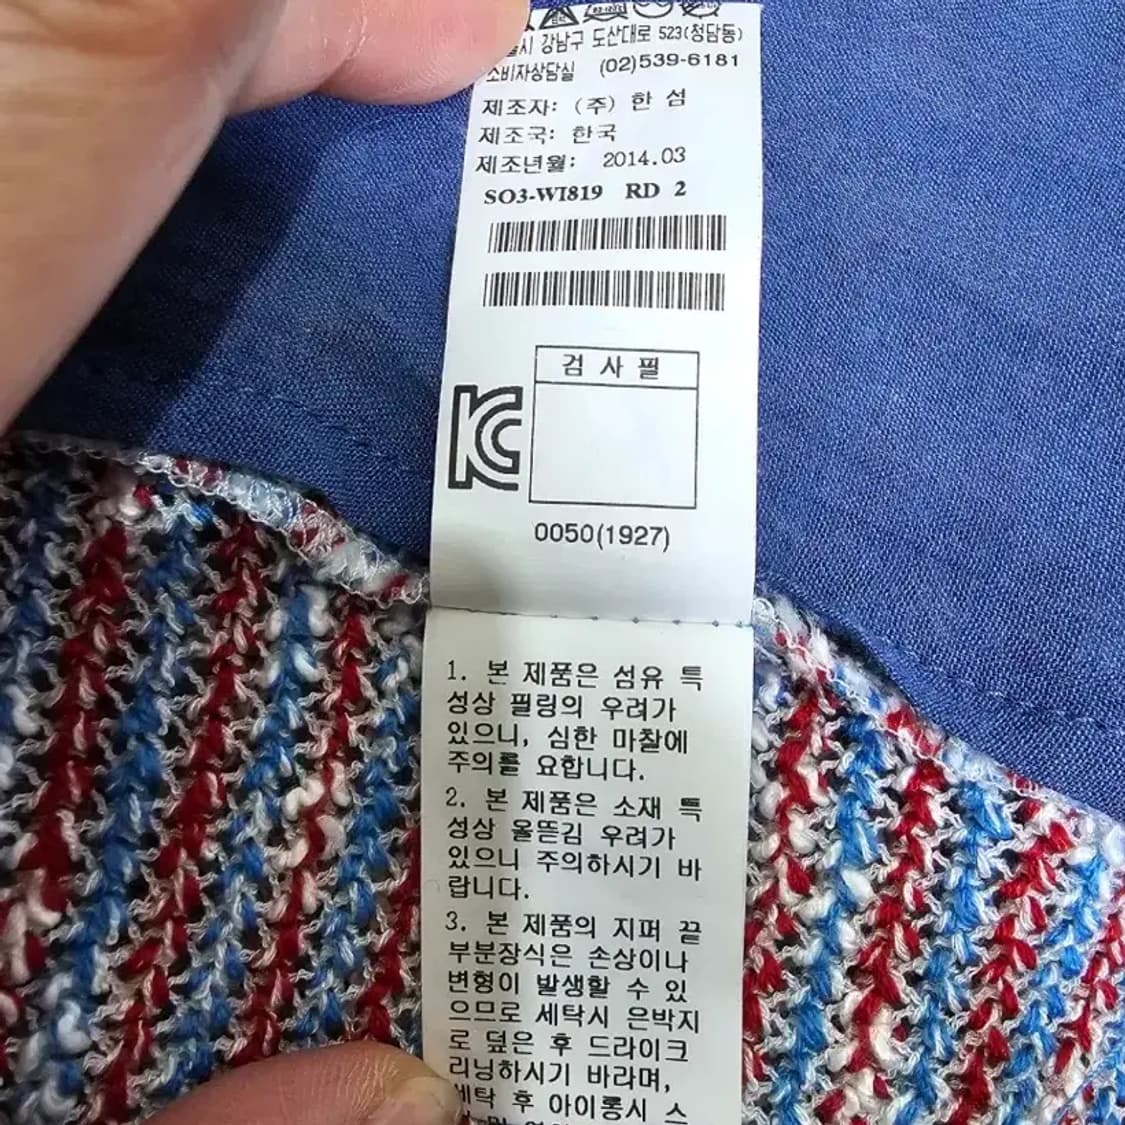 강남구 도산대로 523(청담동)
소비자상담실 (02)539-6181
제조자: (주) 한 섬
제조국: 한국
제조년월: 2014.03
SO3-WI819 RD 2
검 사 필
KC
0050(1927)
1. 본 제품은 섬유 특
성상 필링의 우려가
있으니, 심한 마찰에
주의를 요합니다.
2. 본 제품은 소재 특
성상 올뜯김 우려가
있으니 주의하시기 바
랍니다.
3. 본 제품의 지퍼 끝
부분장식은 손상이나
변형이 발생할 수 있
으므로 세탁시 은박지
로 덮은 후 드라이크
리닝하시기 바라며,
세탁 후 아이롱시 스